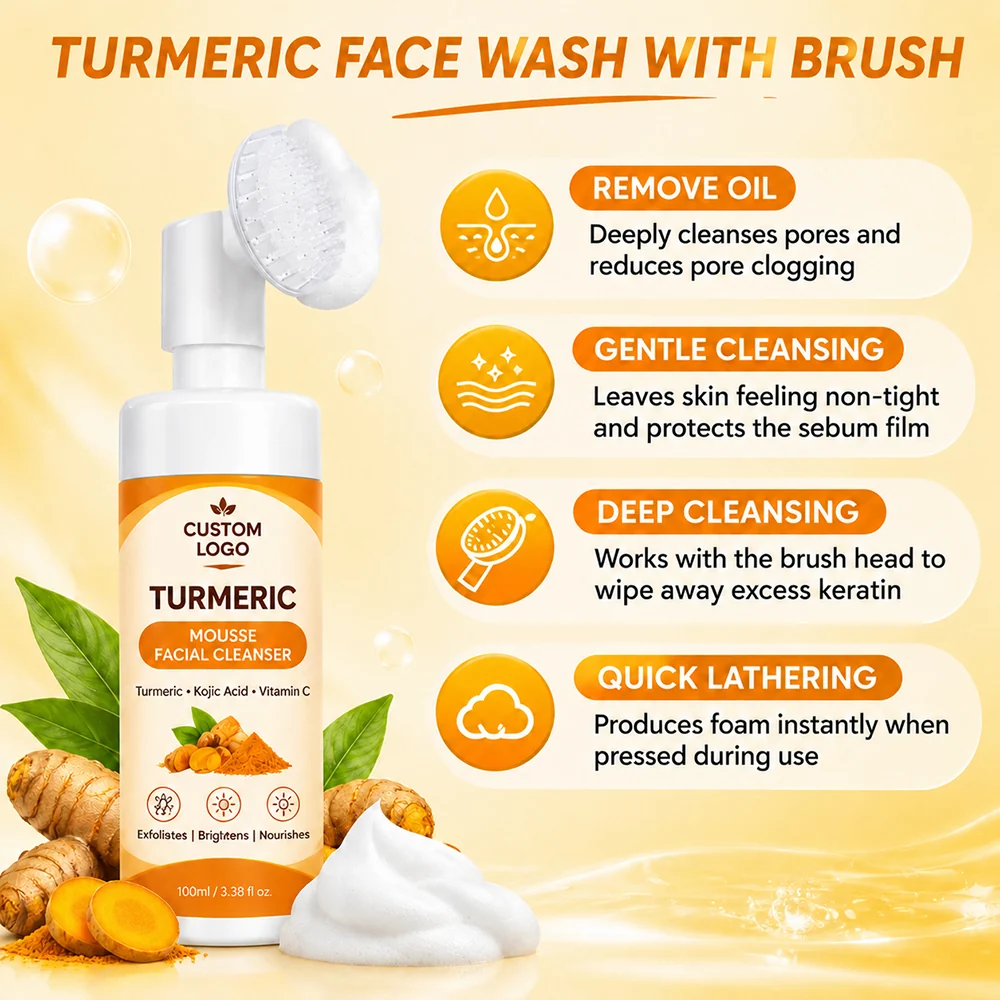 TURMERIC FACE WASH WITH BRUSH
REMOVE OIL
Deeply cleanses pores and
reduces pore clogging
GENTLE CLEANSING
Leaves skin feeling non-tight
and protects the sebum film
DEEP CLEANSING
Works with the brush head to
wipe away excess keratin
QUICK LATHERING
Produces foam instantly when
pressed during use
CUSTOM
LOGO
TURMERIC
MOUSSE
FACIAL CLEANSER
Turmeric • Kojic Acid • Vitamin C
Exfoliates | Brightens | Nourishes
100ml / 3.38 fl oz.